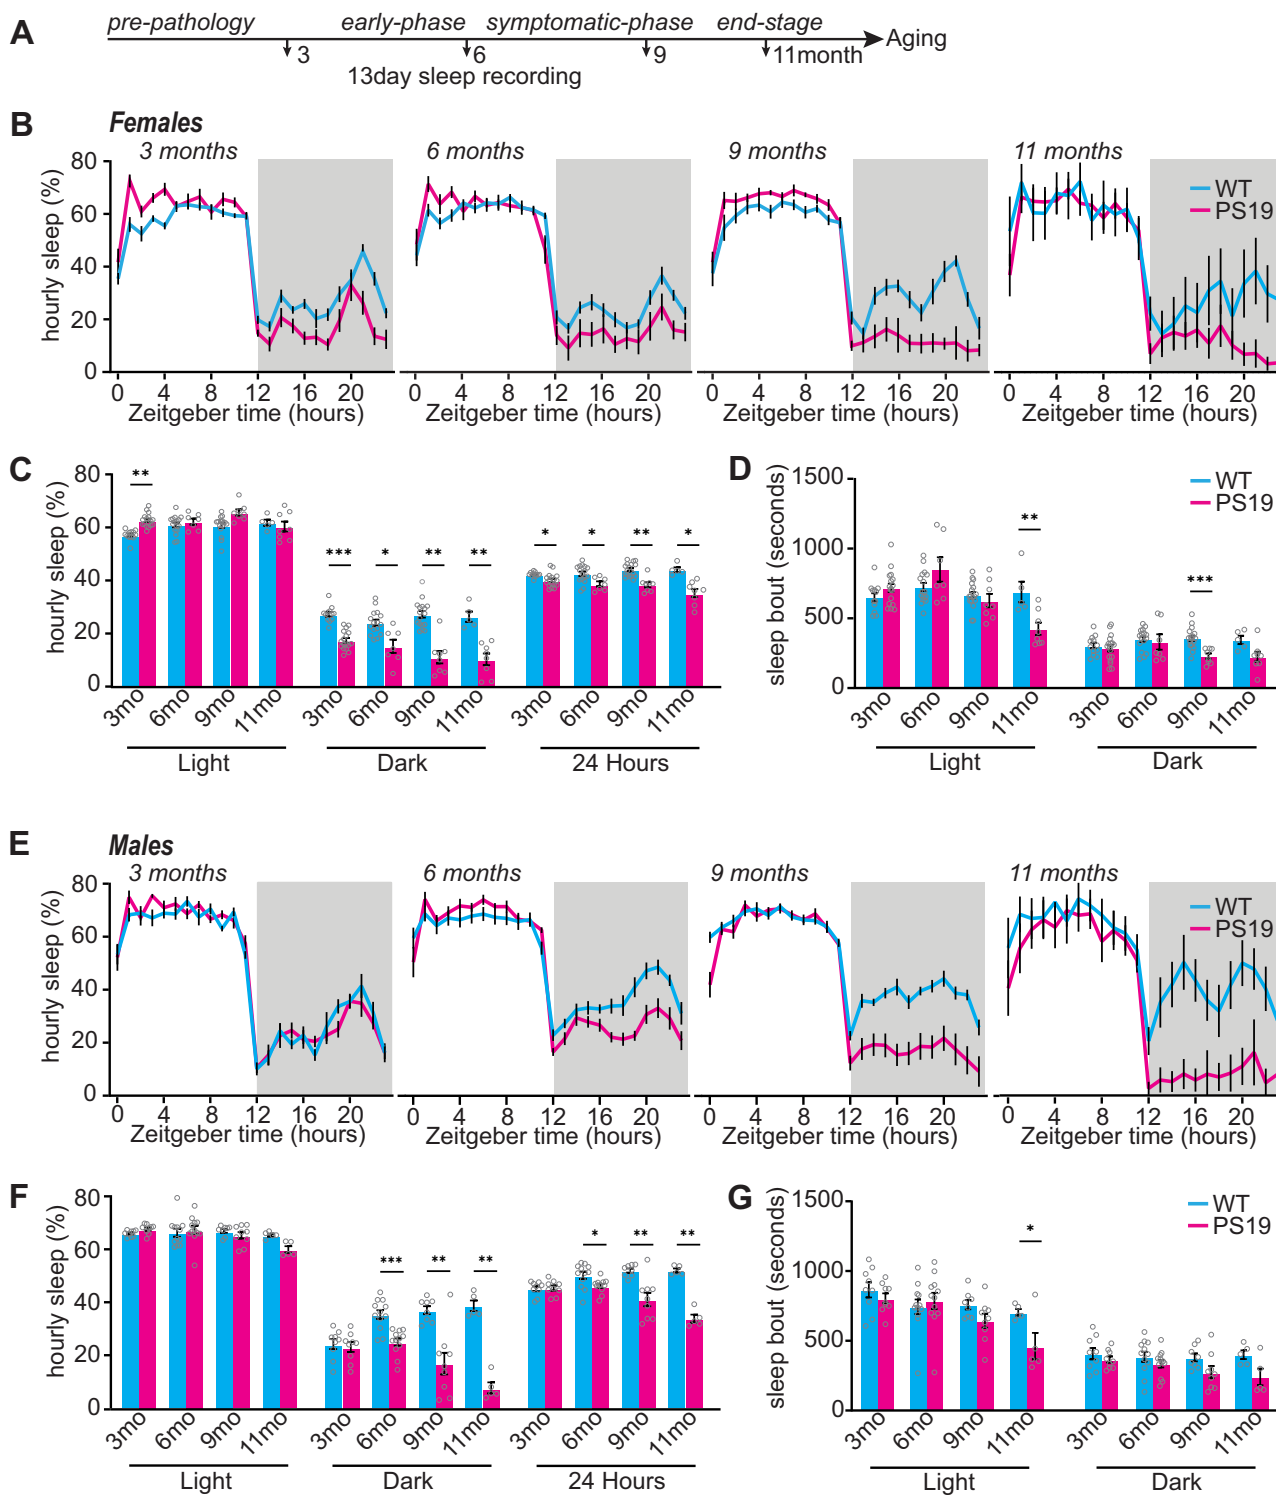 A
pre-pathology early-phase symptomatic-phase end-stage
3 6 9 11month Aging
13day sleep recording
B Females
3 months 6 months 9 months 11 months
hourly sleep (%)
80
60
40
20
0
WT
PS19
0 4 8 12 16 20 0 4 8 12 16 20 0 4 8 12 16 20 0 4 8 12 16 20
Zeitgeber time (hours) Zeitgeber time (hours) Zeitgeber time (hours) Zeitgeber time (hours)
C
hourly sleep (%)
80
60
40
20
0
** *** * ** ** * * ** *
3mo 6mo 9mo 11mo 3mo 6mo 9mo 11mo 3mo 6mo 9mo 11mo
Light Dark 24 Hours
D
sleep bout (seconds)
1500
1000
500
0
WT
PS19
** ***
3mo 6mo 9mo 11mo 3mo 6mo 9mo 11mo
Light Dark
E Males
3 months 6 months 9 months 11 months
hourly sleep (%)
80
60
40
20
0
WT
PS19
0 4 8 12 16 20 0 4 8 12 16 20 0 4 8 12 16 20 0 4 8 12 16 20
Zeitgeber time (hours) Zeitgeber time (hours) Zeitgeber time (hours) Zeitgeber time (hours)
F
hourly sleep (%)
80
60
40
20
0
*** ** ** * ** **
3mo 6mo 9mo 11mo 3mo 6mo 9mo 11mo 3mo 6mo 9mo 11mo
Light Dark 24 Hours
G
sleep bout (seconds)
1500
1000
500
0
WT
PS19
*
3mo 6mo 9mo 11mo 3mo 6mo 9mo 11mo
Light Dark